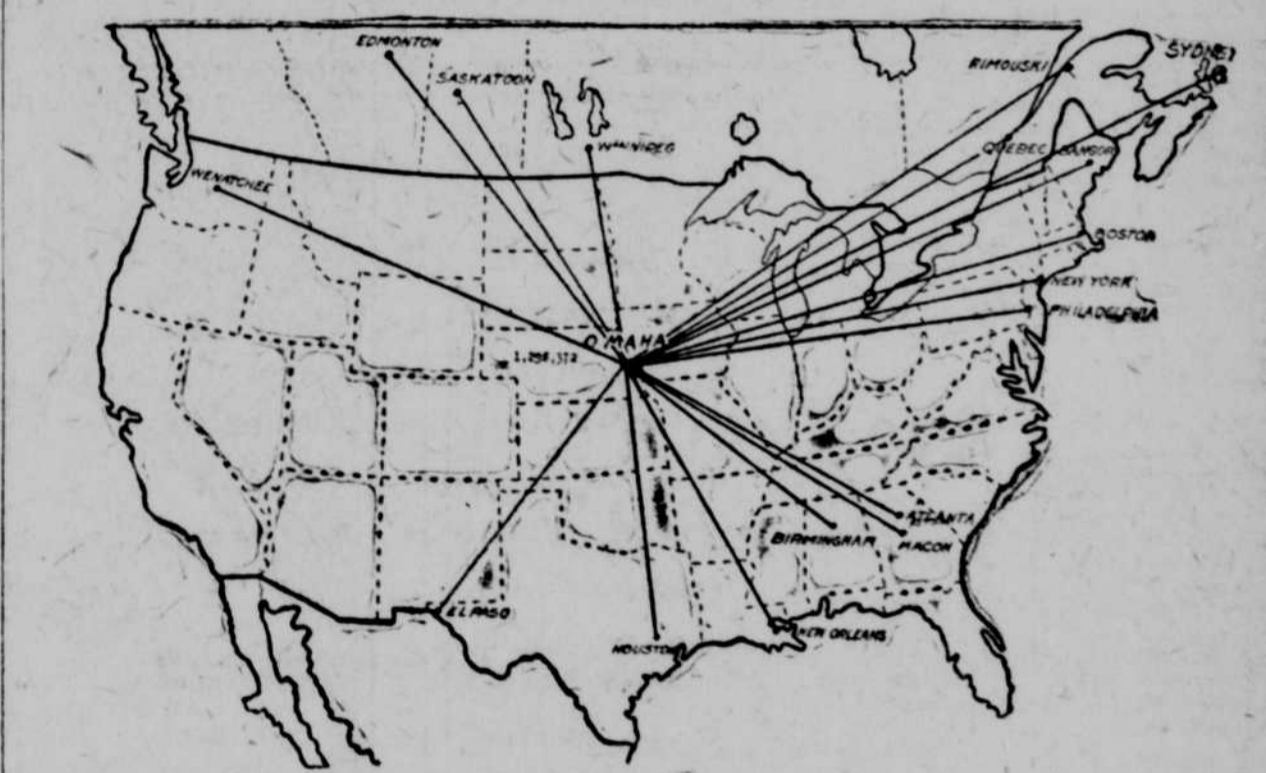 EDMONTON
SYDNEY
RIMOUSKI
SASKATOON
WINNIPEG
QUEBEC
BANGOR
WENATCHEE
BOSTON
NEW YORK
PHILADELPHIA
OMAHA
ATLANTA
BIRMINGHAM
MACON
EL PASO
NEW ORLEANS
HOUSTON